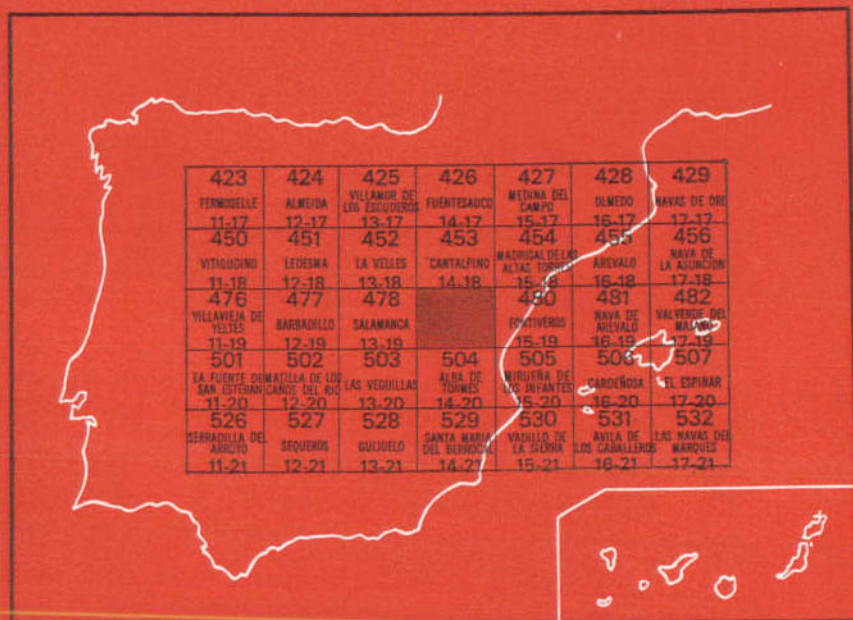 423 424 425 426 427 428 429
FERMOSELLE ALMEIDA VILLAMOR DE LOS ESCUDEROS FUENTESAUCO MEDINA DEL CAMPO OLMEDO NAVAS DE ORO
11-17 12-17 13-17 14-17 15-17 16-17 17-17
450 451 452 453 454 455 456
VITIGUDINO LEDESMA LA VELLES CANTALPINO MADRIGAL DE LAS ALTAS TORRES AREVALO NAVA DE LA ASUNCION
11-18 12-18 13-18 14-18 15-18 16-18 17-18
476 477 478 480 481 482
VILLAVIEJA DE YELTES BARBADILLO SALAMANCA FONTIVEROS NAVA DE AREVALO VALVERDE DEL MAJANO
11-19 12-19 13-19 15-19 16-19 17-19
501 502 503 504 505 506 507
LA FUENTE DE SAN ESTEBAN MATILLA DE LOS CAÑOS DEL RIO LAS VEGUILLAS ALBA DE TORMES MIRUEÑA DE LOS INFANTES CARDEÑOSA EL ESPINAR
11-20 12-20 13-20 14-20 15-20 16-20 17-20
526 527 528 529 530 531 532
SERRADILLA DEL ARROYO SEQUEROS GUIJUELO SANTA MARIA DEL BERROCAL VADILLO DE LA SIERRA AVILA DE LOS CABALLEROS LAS NAVAS DEL MARQUES
11-21 12-21 13-21 14-21 15-21 16-21 17-21